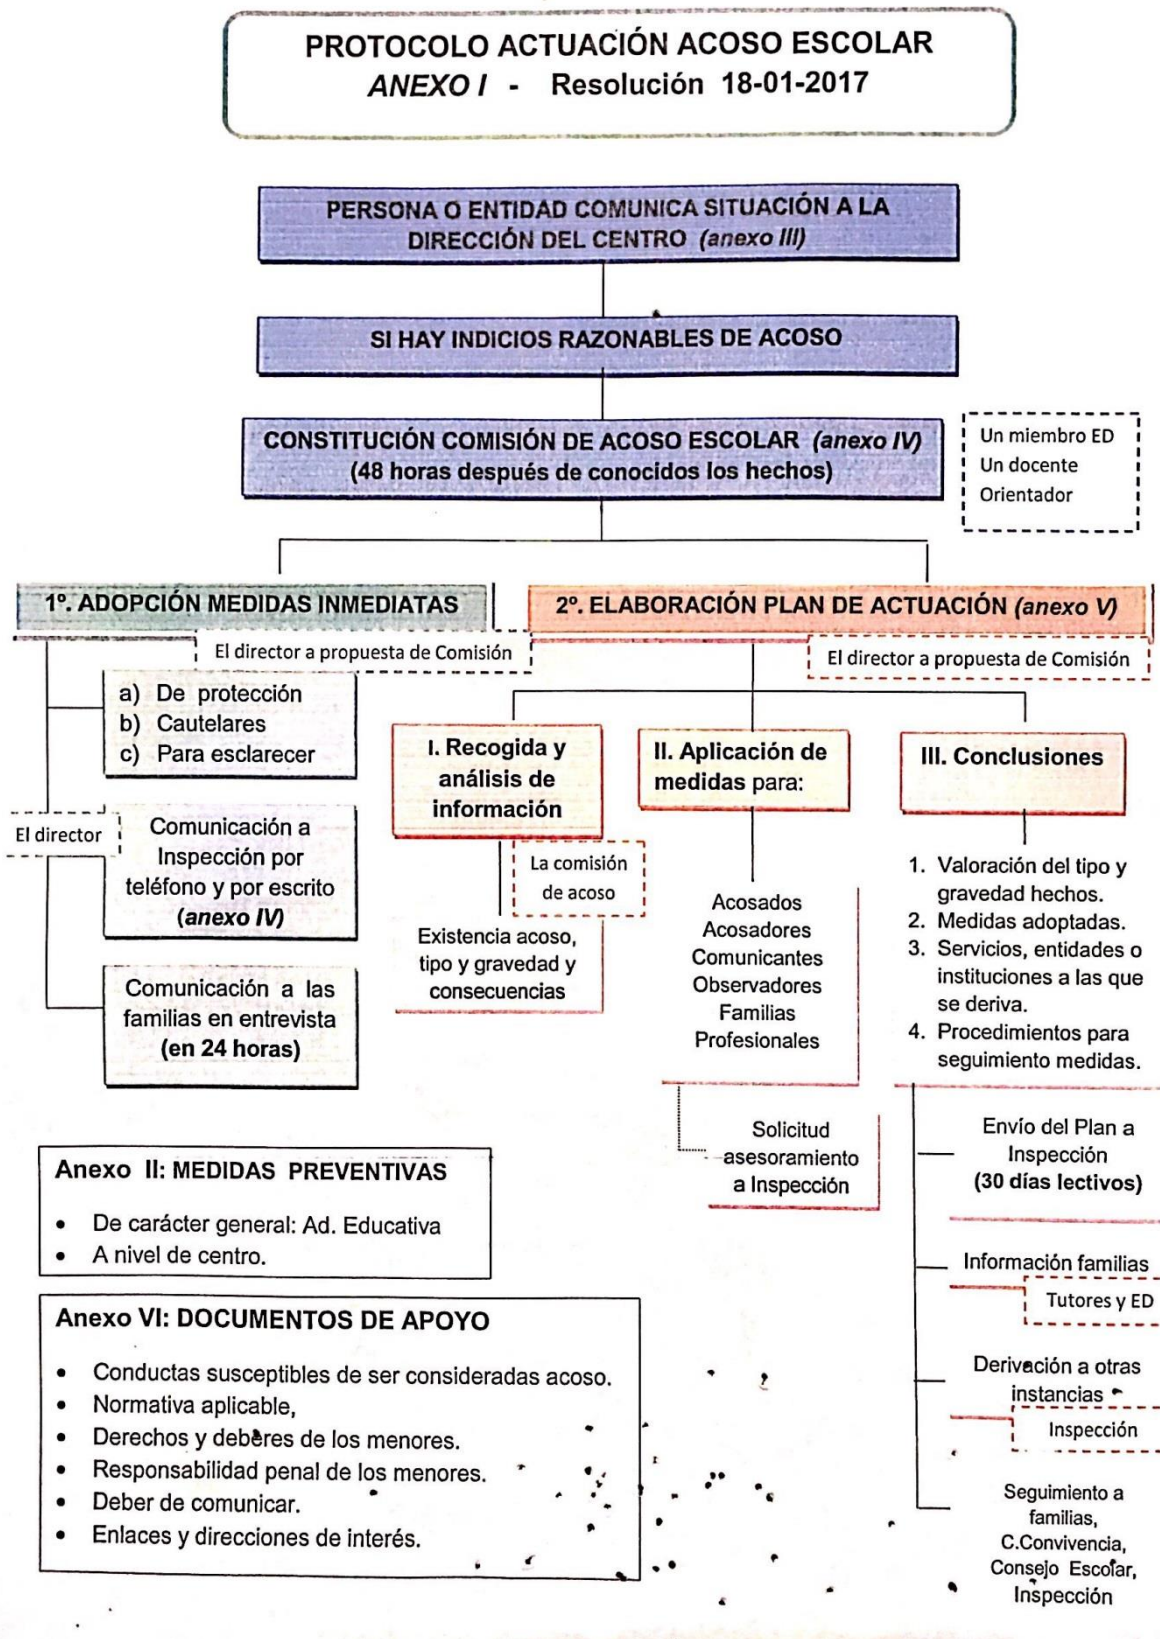 PROTOCOLO ACTUACIÓN ACOSO ESCOLAR
ANEXO I - Resolución 18-01-2017
PERSONA O ENTIDAD COMUNICA SITUACIÓN A LA
DIRECCIÓN DEL CENTRO (anexo III)
SI HAY INDICIOS RAZONABLES DE ACOSO
CONSTITUCIÓN COMISIÓN DE ACOSO ESCOLAR (anexo IV)
(48 horas después de conocidos los hechos)
Un miembro ED
Un docente
Orientador
1º. ADOPCIÓN MEDIDAS INMEDIATAS
El director a propuesta de Comisión
a) De protección
b) Cautelares
c) Para esclarecer
El director
Comunicación a
Inspección por
teléfono y por escrito
(anexo IV)
Comunicación a las
familias en entrevista
(en 24 horas)
2º. ELABORACIÓN PLAN DE ACTUACIÓN (anexo V)
El director a propuesta de Comisión
I. Recogida y
análisis de
información
La comisión
de acoso
Existencia acoso,
tipo y gravedad y
consecuencias
II. Aplicación de
medidas para:
Acosados
Acosadores
Comunicantes
Observadores
Familias
Profesionales
Solicitud
asesoramiento
a Inspección
III. Conclusiones
1. Valoración del tipo y
gravedad hechos.
2. Medidas adoptadas.
3. Servicios, entidades o
instituciones a las que
se deriva.
4. Procedimientos para
seguimiento medidas.
Envío del Plan a
Inspección
(30 días lectivos)
Información familias
Tutores y ED
Derivación a otras
instancias
Inspección
Seguimiento a
familias,
C.Convivencia,
Consejo Escolar,
Inspección
Anexo II: MEDIDAS PREVENTIVAS
• De carácter general: Ad. Educativa
• A nivel de centro.
Anexo VI: DOCUMENTOS DE APOYO
• Conductas susceptibles de ser consideradas acoso.
• Normativa aplicable,
• Derechos y deberes de los menores.
• Responsabilidad penal de los menores.
• Deber de comunicar.
• Enlaces y direcciones de interés.